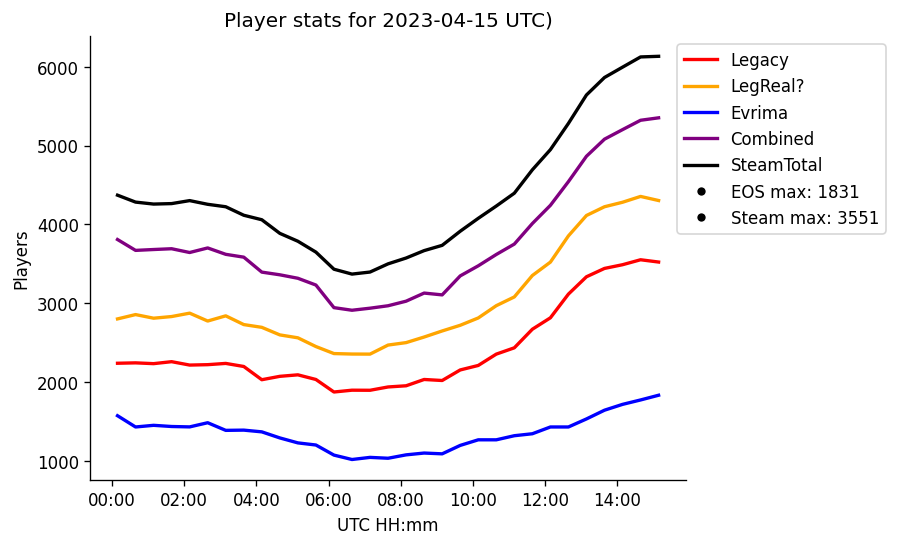 Player stats for 2023-04-15 UTC)
6000
5000
4000
3000
2000
1000
Players
00:00 02:00 04:00 06:00 08:00 10:00 12:00 14:00
UTC HH:mm
Legacy
LegReal?
Evrima
Combined
SteamTotal
EOS max: 1831
Steam max: 3551